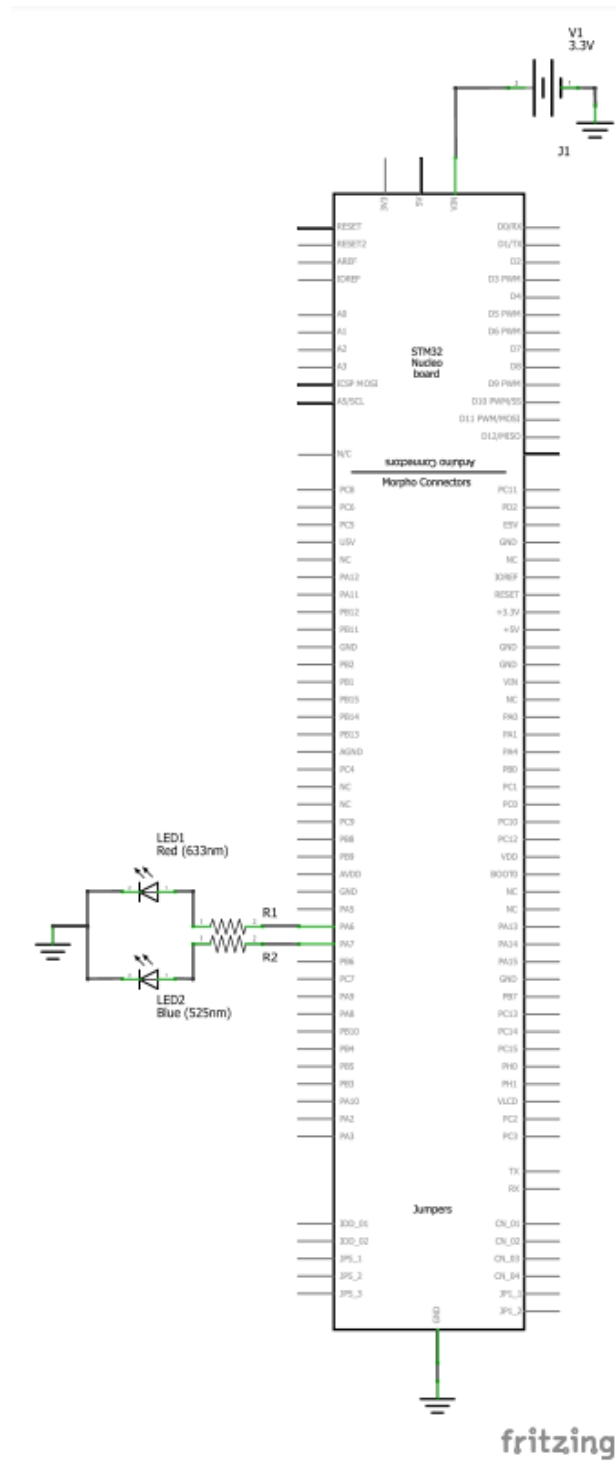 V1
3.3V
J1
3V3
5V
VIN
RESET
RESET2
AREF
IOREF
A0
A1
A2
A3
ICSP MOSI
A5/SCL
N/C
D0/RX
D1/TX
D2
D3 PWM
D4
D5 PWM
D6 PWM
D7
D8
D9 PWM
D10 PWM/SS
D11 PWM/MOSI
D12/MISO
STM32
Nucleo
board
Arduino Connectors
Morpho Connectors
PC8
PC6
PC5
U5V
NC
PA12
PA11
PB12
PB11
GND
PB2
PB1
PB15
PB14
PB13
AGND
PC4
NC
NC
PC9
PB8
PB9
AVDD
GND
PA5
PA6
PA7
PB6
PC7
PA9
PA8
PB10
PB4
PB5
PB3
PA10
PA2
PA3
PC11
PD2
E5V
GND
NC
IOREF
RESET
+3.3V
+5V
GND
GND
VIN
NC
PA0
PA1
PA4
PB0
PC1
PC0
PC10
PC12
VDD
BOOT0
NC
NC
PA13
PA14
PA15
GND
PB7
PC13
PC14
PC15
PH0
PH1
VLCD
PC2
PC3
TX
RX
LED1
Red (633nm)
R1
R2
LED2
Blue (525nm)
Jumpers
IDD_01
IDD_02
JP5_1
JP5_2
JP5_3
CN_01
CN_02
CN_03
CN_04
JP1_1
JP1_2
GND
fritzing